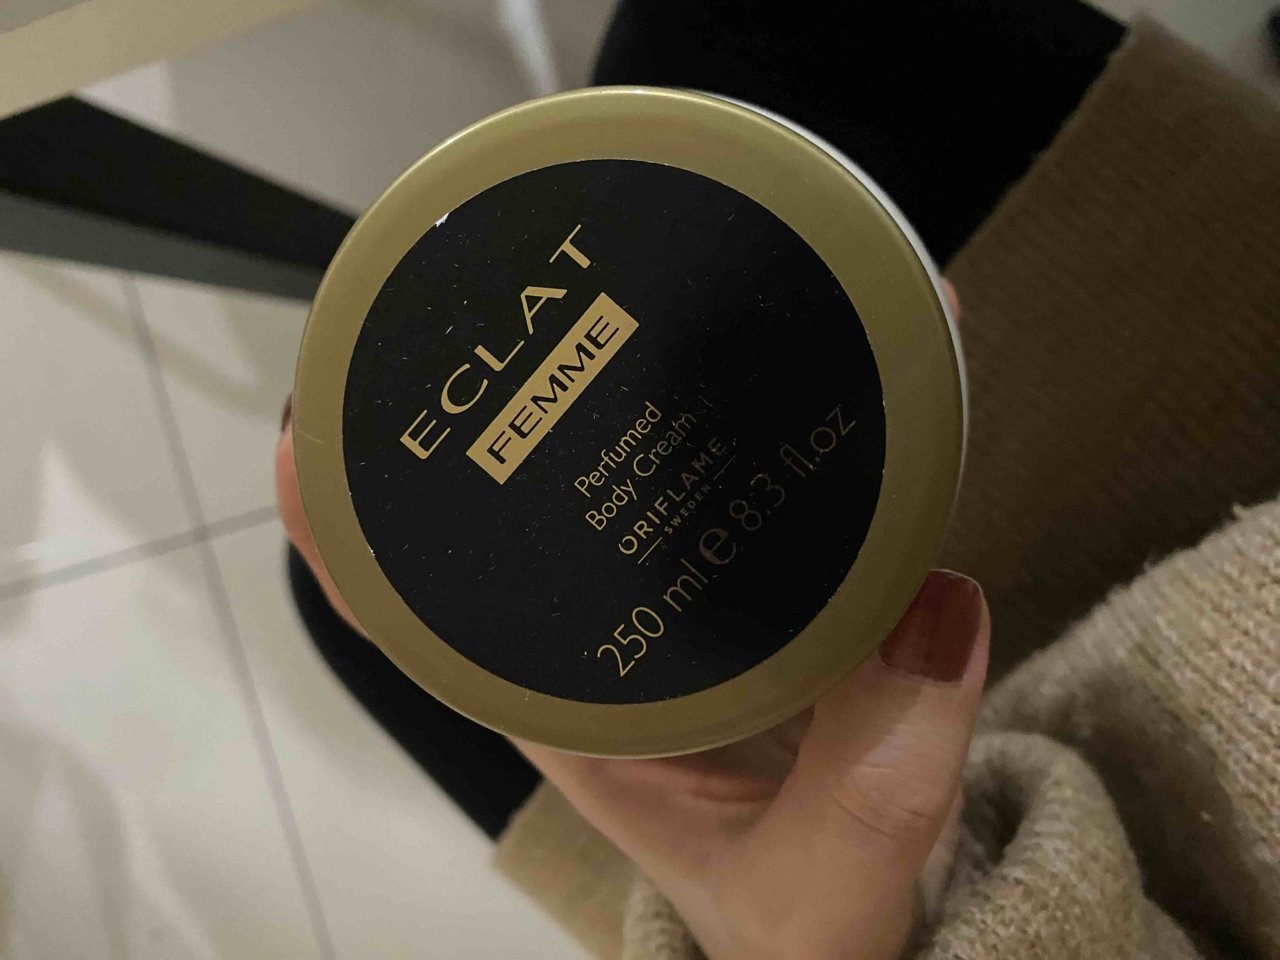 ECLAT
FEMME
Perfumed
Body Cream
ORIFLAME
SWEDEN
250 ml e 8.3 fl.oz